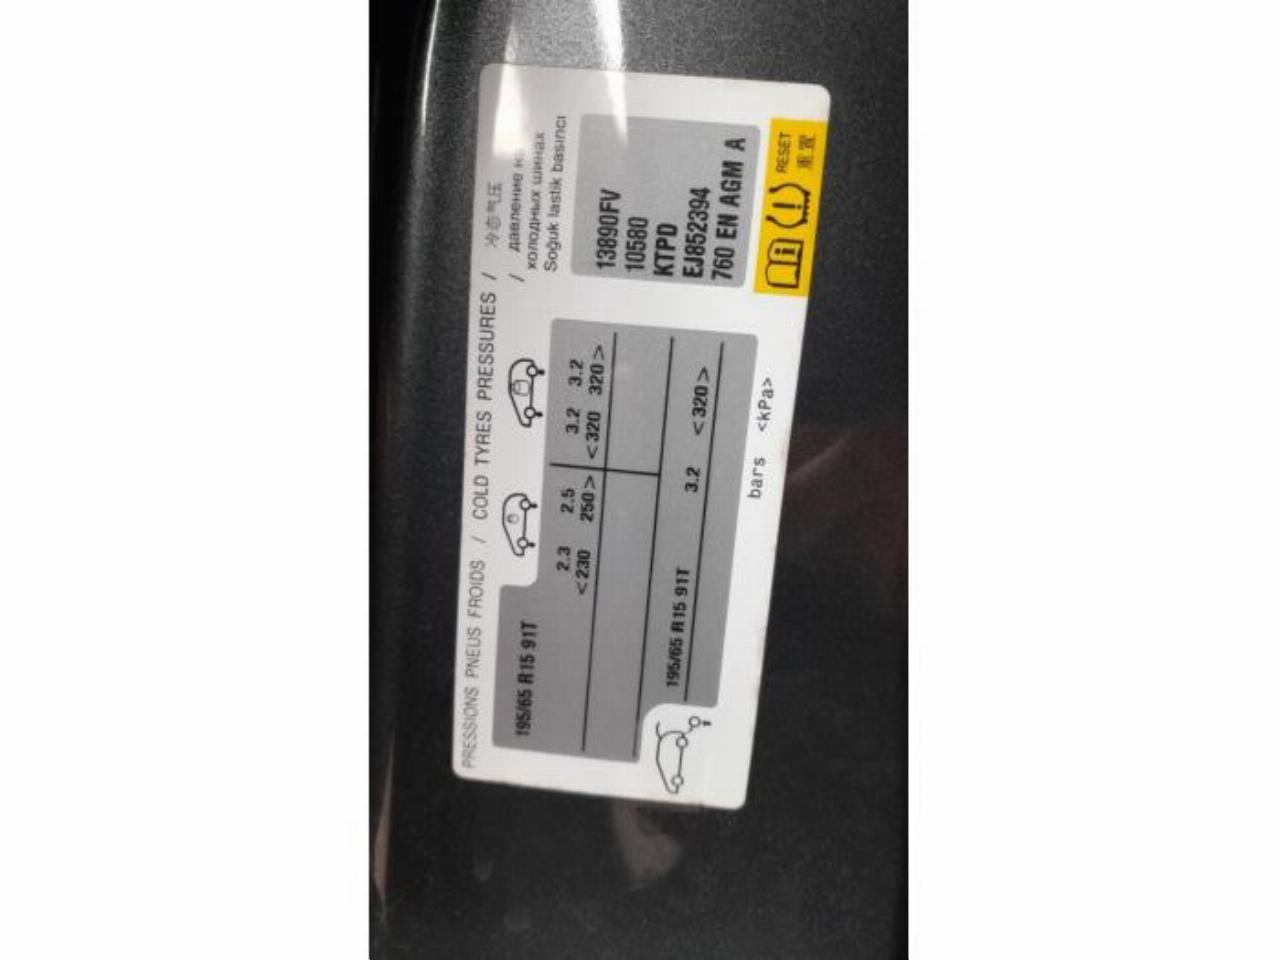 PRESSIONS PNEUS FROIDS / COLD TYRES PRESSURES / 冷态气压
/ давление на
холодных шинах
Soğuk lastik basıncı
195/65 R15 91T
2.3 2.5
<230 250>
3.2 3.2
<320 320>
195/65 R15 91T 3.2 <320>
bars <kPa>
13890FV
10580
KTPD
EJ852394
760 EN AGM A
RESET
重置